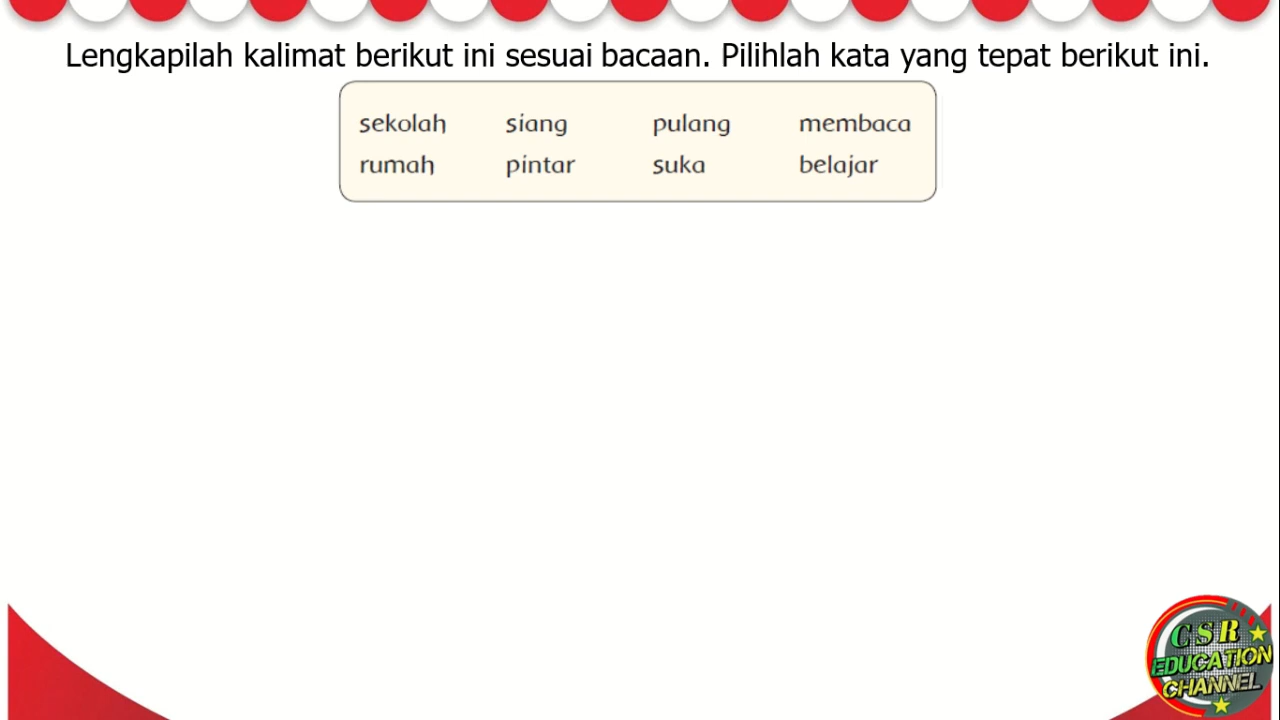 Lengkapilah kalimat berikut ini sesuai bacaan. Pilihlah kata yang tepat berikut ini.
sekolah siang pulang membaca
rumah pintar suka belajar
CSR
EDUCATION
CHANNEL